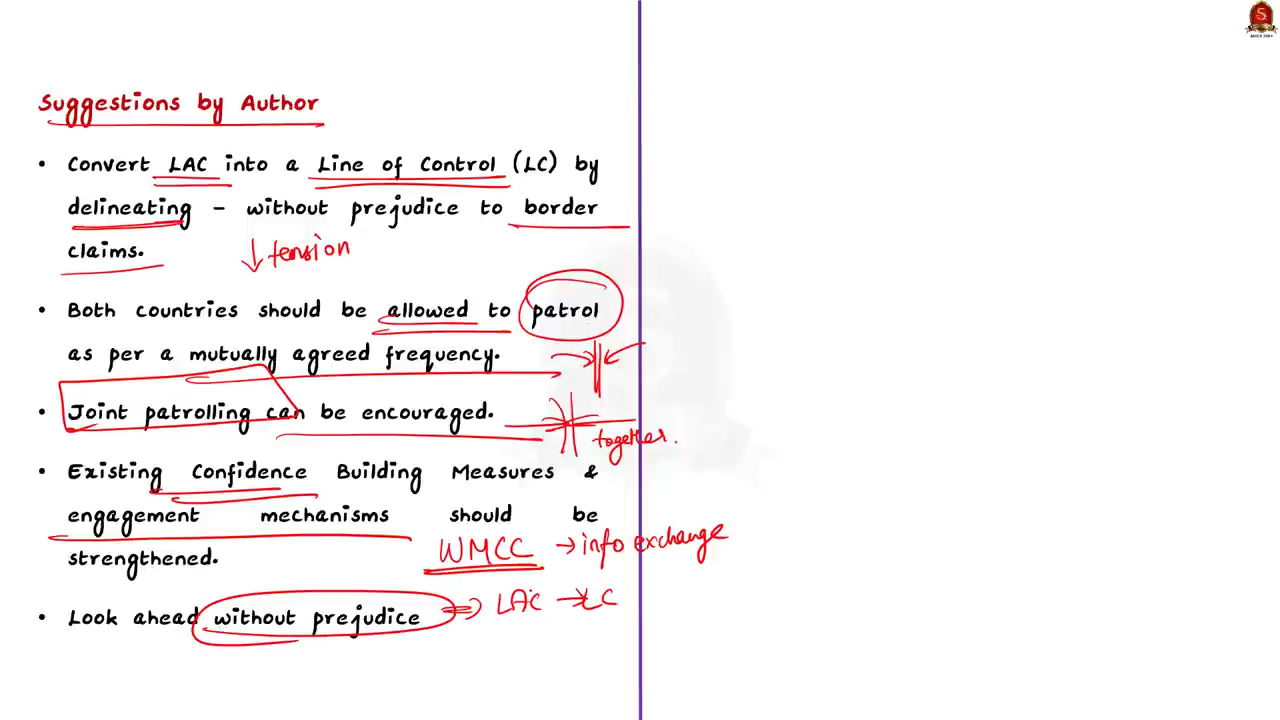 Suggestions by Author
• Convert LAC into a Line of Control (LC) by
delineating - without prejudice to border
claims.
↓ tension
• Both countries should be allowed to patrol
as per a mutually agreed frequency.
• Joint patrolling can be encouraged.
together.
• Existing Confidence Building Measures &
engagement mechanisms should be
strengthened.
WMCC → info exchange
• Look ahead without prejudice
⇒ LAC → LC
S
SINCE 2004